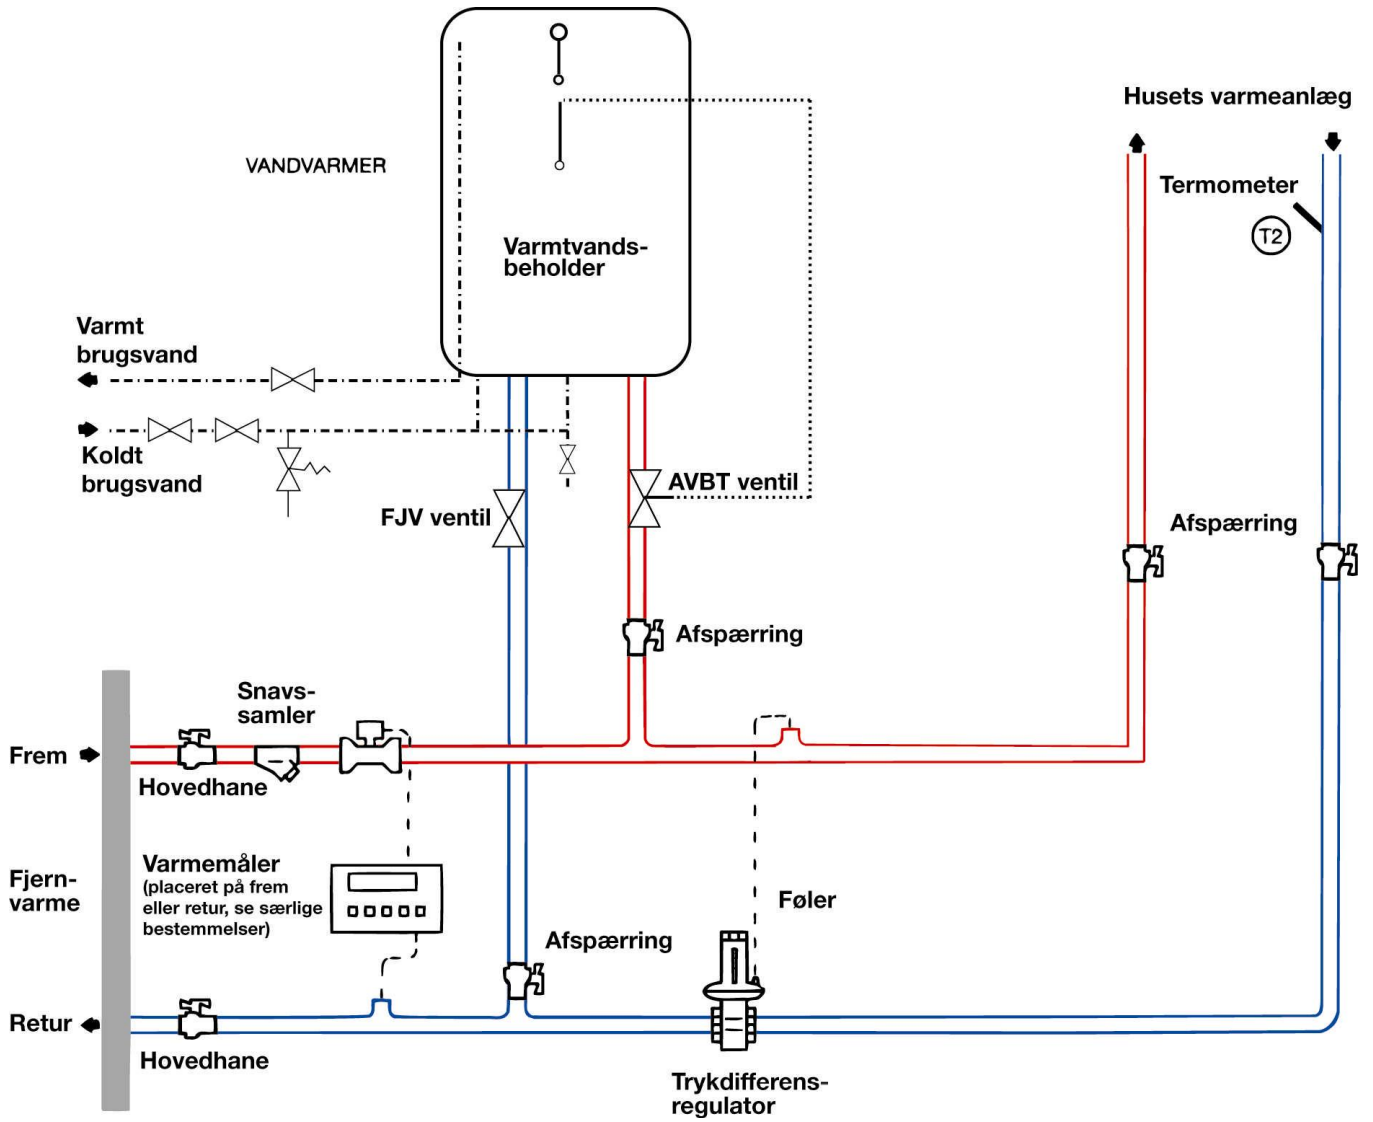 Husets varmeanlæg
VANDVARMER
Termometer
T2
Varmtvands-
beholder
Varmt
brugsvand
Koldt
brugsvand
AVBT ventil
FJV ventil
Afspærring
Afspærring
Snavs-
samler
Frem
Hovedhane
Varmemåler
(placeret på frem
eller retur, se særlige
bestemmelser)
Fjern-
varme
Føler
Afspærring
Retur
Hovedhane
Trykdifferens-
regulator